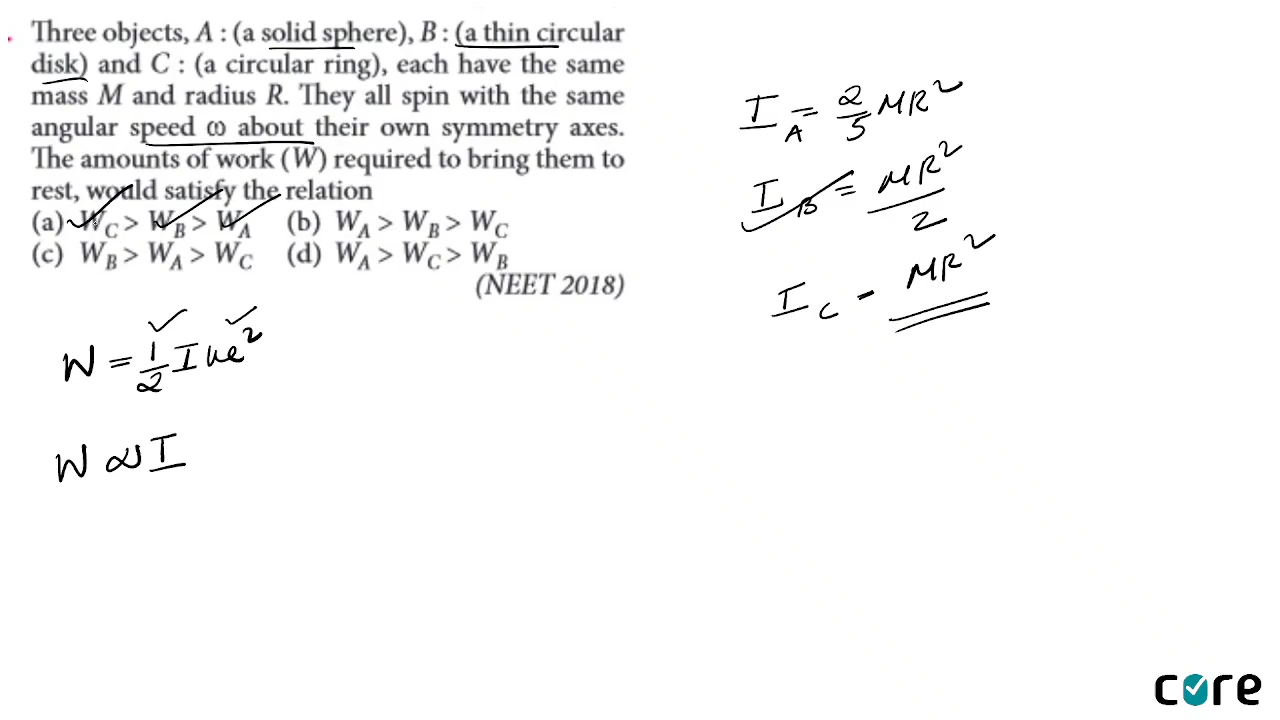 Three objects, A : (a solid sphere), B : (a thin circular
disk) and C : (a circular ring), each have the same
mass M and radius R. They all spin with the same
angular speed ω about their own symmetry axes.
The amounts of work (W) required to bring them to
rest, would satisfy the relation
(a) W_C > W_B > W_A (b) W_A > W_B > W_C
(c) W_B > W_A > W_C (d) W_A > W_C > W_B
(NEET 2018)
W = 1/2 I ω²
W ∝ I
I_A = 2/5 MR²
I_B = MR²/2
I_C - MR²
core